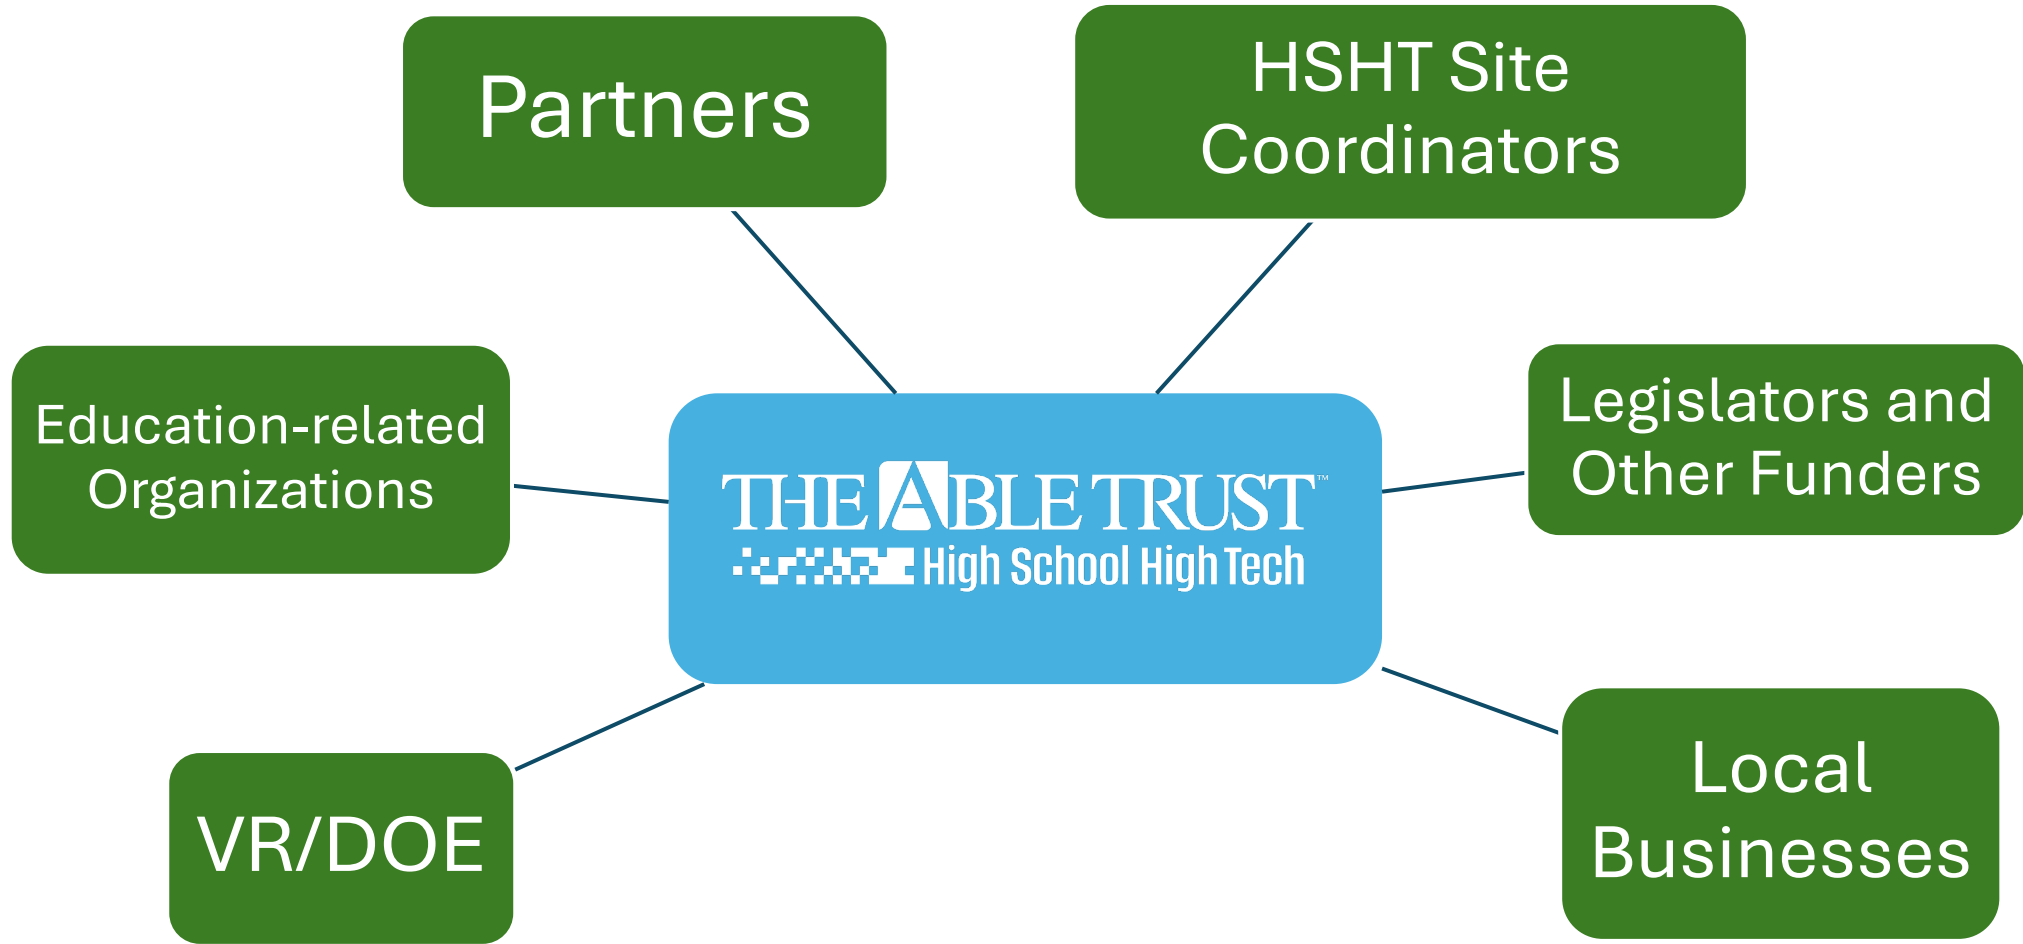 Partners
HSHT Site
Coordinators
Education-related
Organizations
Legislators and
Other Funders
THE ABLE TRUST™
High School High Tech
VR/DOE
Local
Businesses